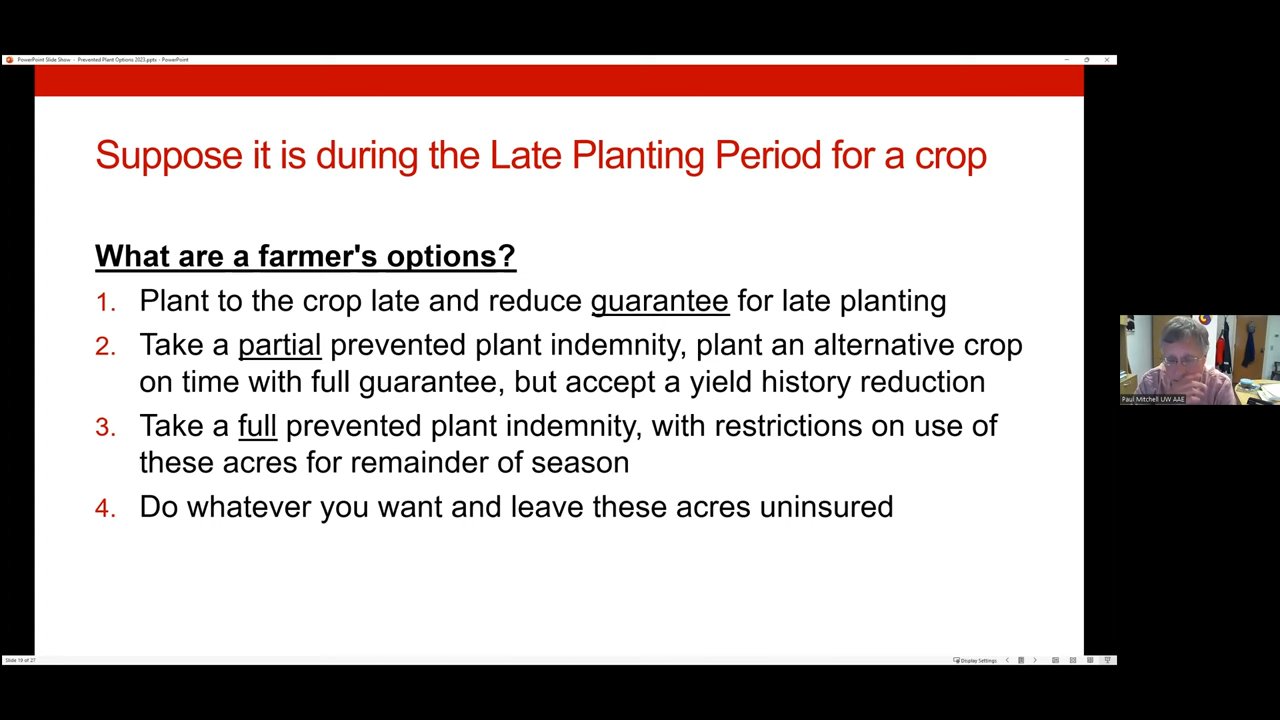 PowerPoint Slide Show - Prevented Plant Options 2023.pptx - PowerPoint
Suppose it is during the Late Planting Period for a crop
What are a farmer's options?
1. Plant to the crop late and reduce guarantee for late planting
2. Take a partial prevented plant indemnity, plant an alternative crop
on time with full guarantee, but accept a yield history reduction
3. Take a full prevented plant indemnity, with restrictions on use of
these acres for remainder of season
4. Do whatever you want and leave these acres uninsured
Paul Mitchell UW AAE
Slide 19 of 27
Display Settings